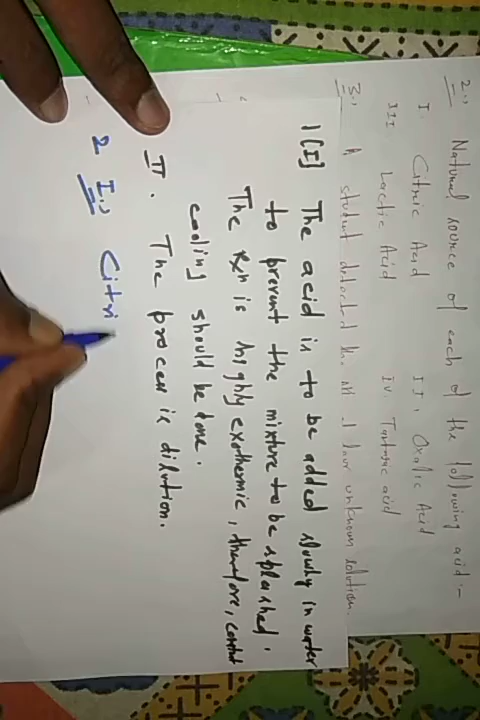 2.) Natural source of each of the following acid :-
I. Citric Acid II. Oxalic Acid
III Lactic Acid IV. Tartaric acid
3.) A student detected the of 4 four unknown solution
1 [I] The acid is to be added slowly in water
to prevent the mixture to be splashed.
The rxn is highly exothermic, therefore,
cooling should be done.
II. The process is dilution.
2 I.) Citri